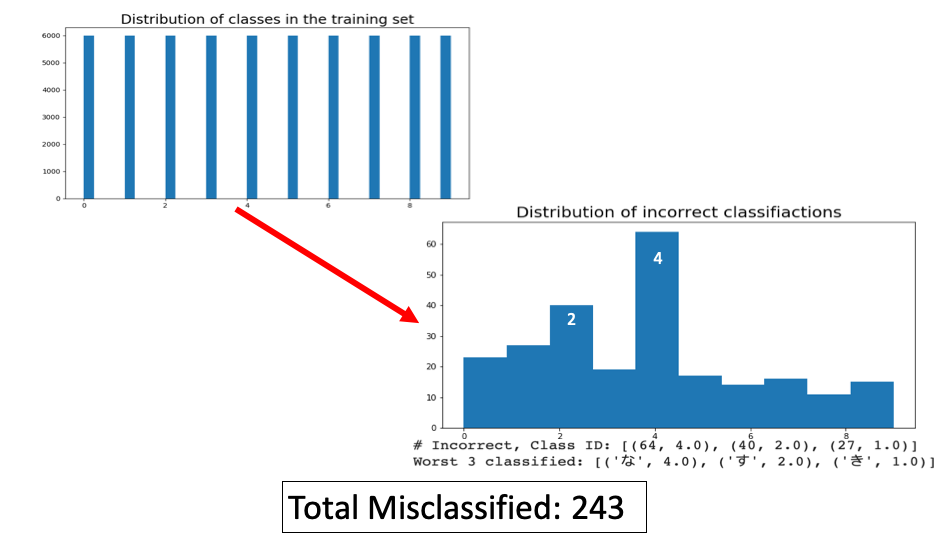 Distribution of classes in the training set
6000
5000
4000
3000
2000
1000
0
0 2 4 6 8
Distribution of incorrect classifiactions
60
50
40
30
20
10
0
4
2
0 2 4 6 8
# Incorrect, Class ID: [(64, 4.0), (40, 2.0), (27, 1.0)]
Worst 3 classified: [('な', 4.0), ('す', 2.0), ('き', 1.0)]
Total Misclassified: 243